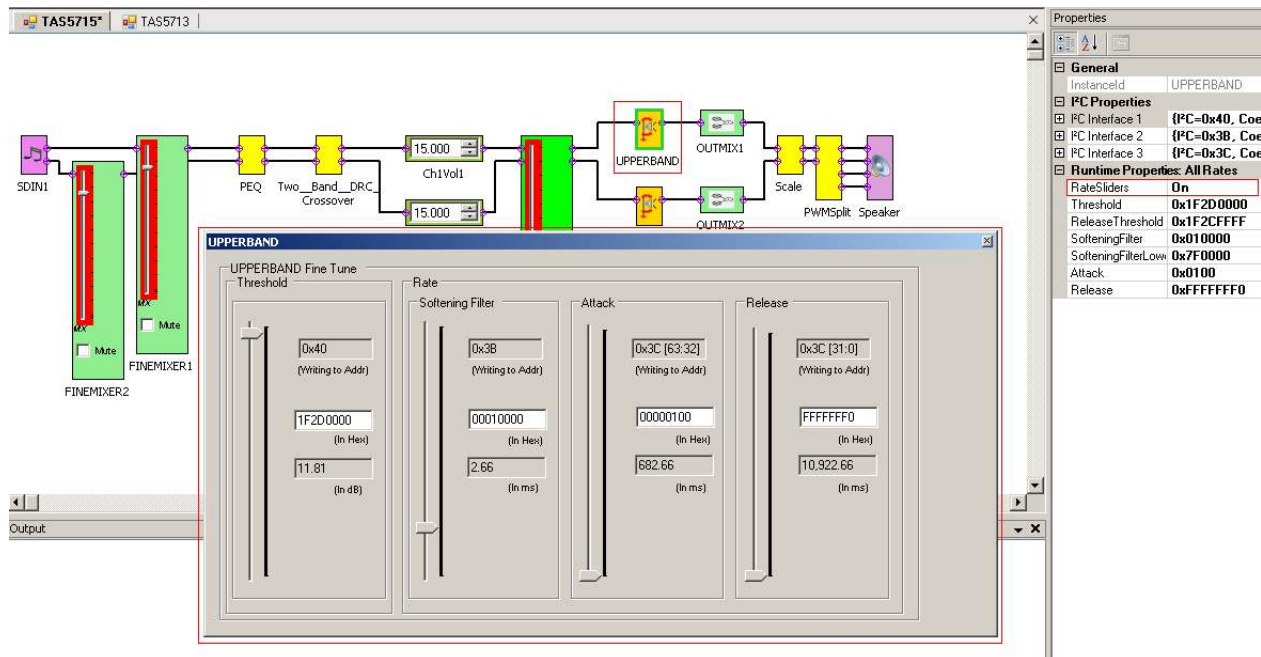 TAS5715*
TAS5713
SDIN1
FINEMIXER2
MX
Mute
FINEMIXER1
MX
Mute
PEQ
Two__Band__DRC_
Crossover
15.000
Ch1Vol1
15.000
UPPERBAND
OUTMIX1
OUTMIX2
Scale
PWMSplit
Speaker
UPPERBAND
UPPERBAND Fine Tune
Threshold
0x40
(Writing to Addr)
1F2D0000
(In Hex)
11.81
(In dB)
Rate
Softening Filter
0x3B
(Writing to Addr)
00010000
(In Hex)
2.66
(In ms)
Attack
0x3C [63:32]
(Writing to Addr)
00000100
(In Hex)
682.66
(In ms)
Release
0x3C [31:0]
(Writing to Addr)
FFFFFFF0
(In Hex)
10,922.66
(In ms)
Output
Properties
General
InstanceId UPPERBAND
I²C Properties
I²C Interface 1 {I²C=0x40, Coe
I²C Interface 2 {I²C=0x3B, Coe
I²C Interface 3 {I²C=0x3C, Coe
Runtime Properties: All Rates
RateSliders On
Threshold 0x1F2D0000
ReleaseThreshold 0x1F2CFFFF
SofteningFilter 0x010000
SofteningFilterLow 0x7F0000
Attack 0x0100
Release 0xFFFFFFF0